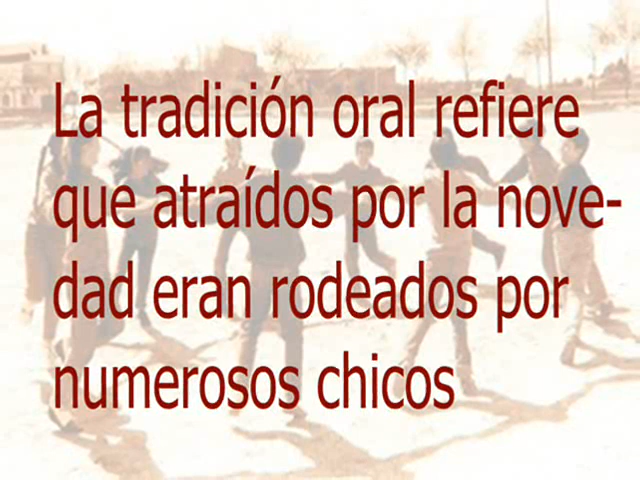 La tradición oral refiere
que atraídos por la nove-
dad eran rodeados por
numerosos chicos